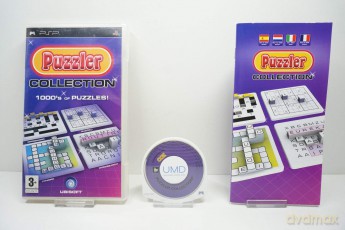 PSP
Puzzler
COLLECTION
1000's OF PUZZLES!
3+
UBISOFT
UMD
Puzzler
COLLECTION
dvdmax